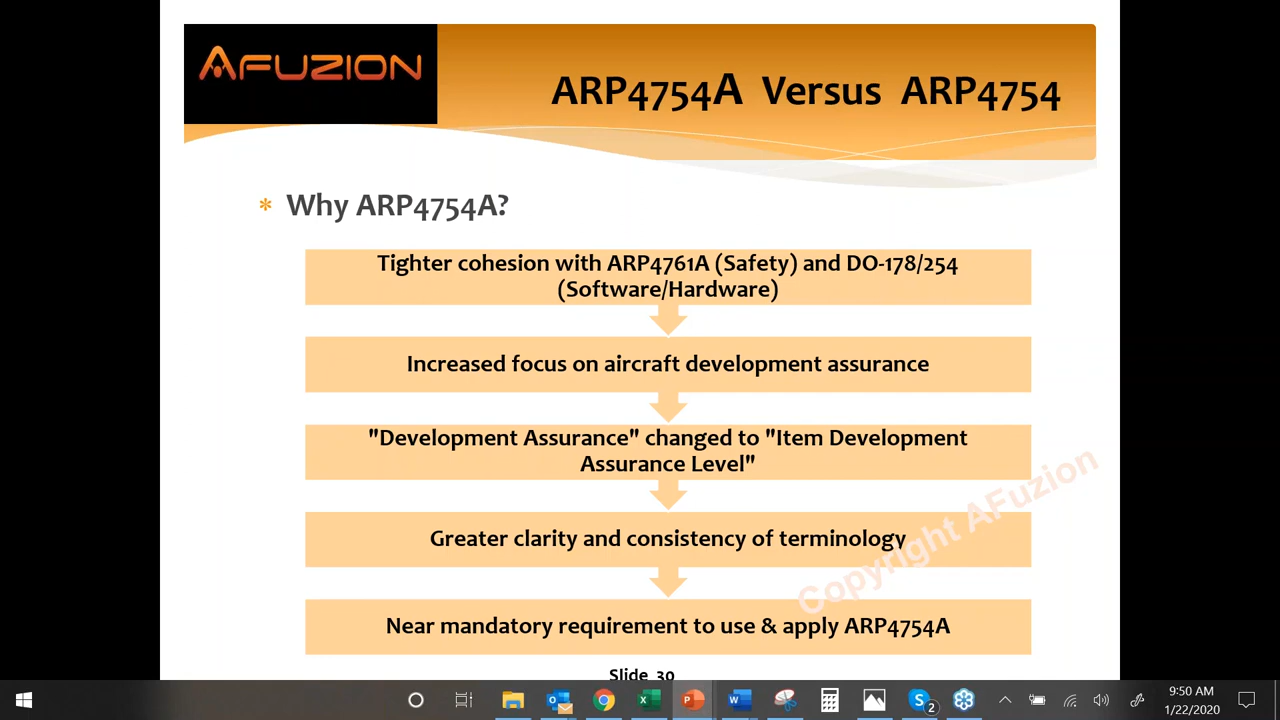 AFUZION
ARP4754A Versus ARP4754
* Why ARP4754A?
Tighter cohesion with ARP4761A (Safety) and DO-178/254
(Software/Hardware)
Increased focus on aircraft development assurance
"Development Assurance" changed to "Item Development
Assurance Level"
Greater clarity and consistency of terminology
Near mandatory requirement to use & apply ARP4754A
Copyright AFuzion
Slide 30
2
9:50 AM
1/22/2020